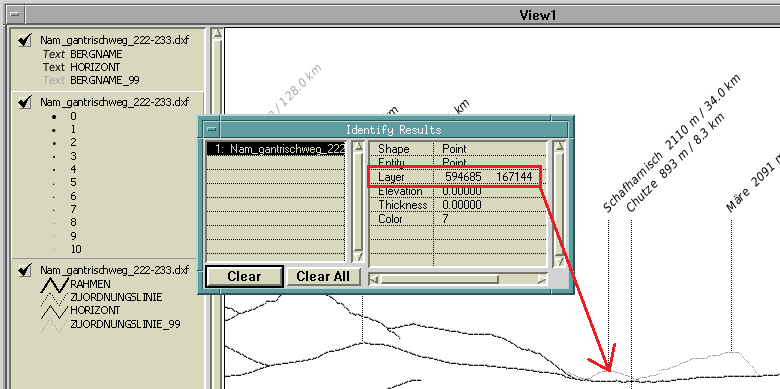 View1
Nam_gantrischweg_222-233.dxf
Text BERGNAME
Text HORIZONT
Text BERGNAME_99
Nam_gantrischweg_222-233.dxf
0
1
2
3
4
5
6
7
8
9
10
Nam_gantrischweg_222-233.dxf
RAHMEN
ZUORDNUNGSLINIE
HORIZONT
ZUORDNUNGSLINIE_99
/ 128.0 km
km
Identify Results
1: Nam_gantrischweg_222
Shape Point
Entity Point
Layer 594685 167144
Elevation 0.00000
Thickness 0.00000
Color 7
Clear
Clear All
Schafharnisch 2110 m / 34.0 km
Chutze 893 m / 8.3 km
Märe 2091